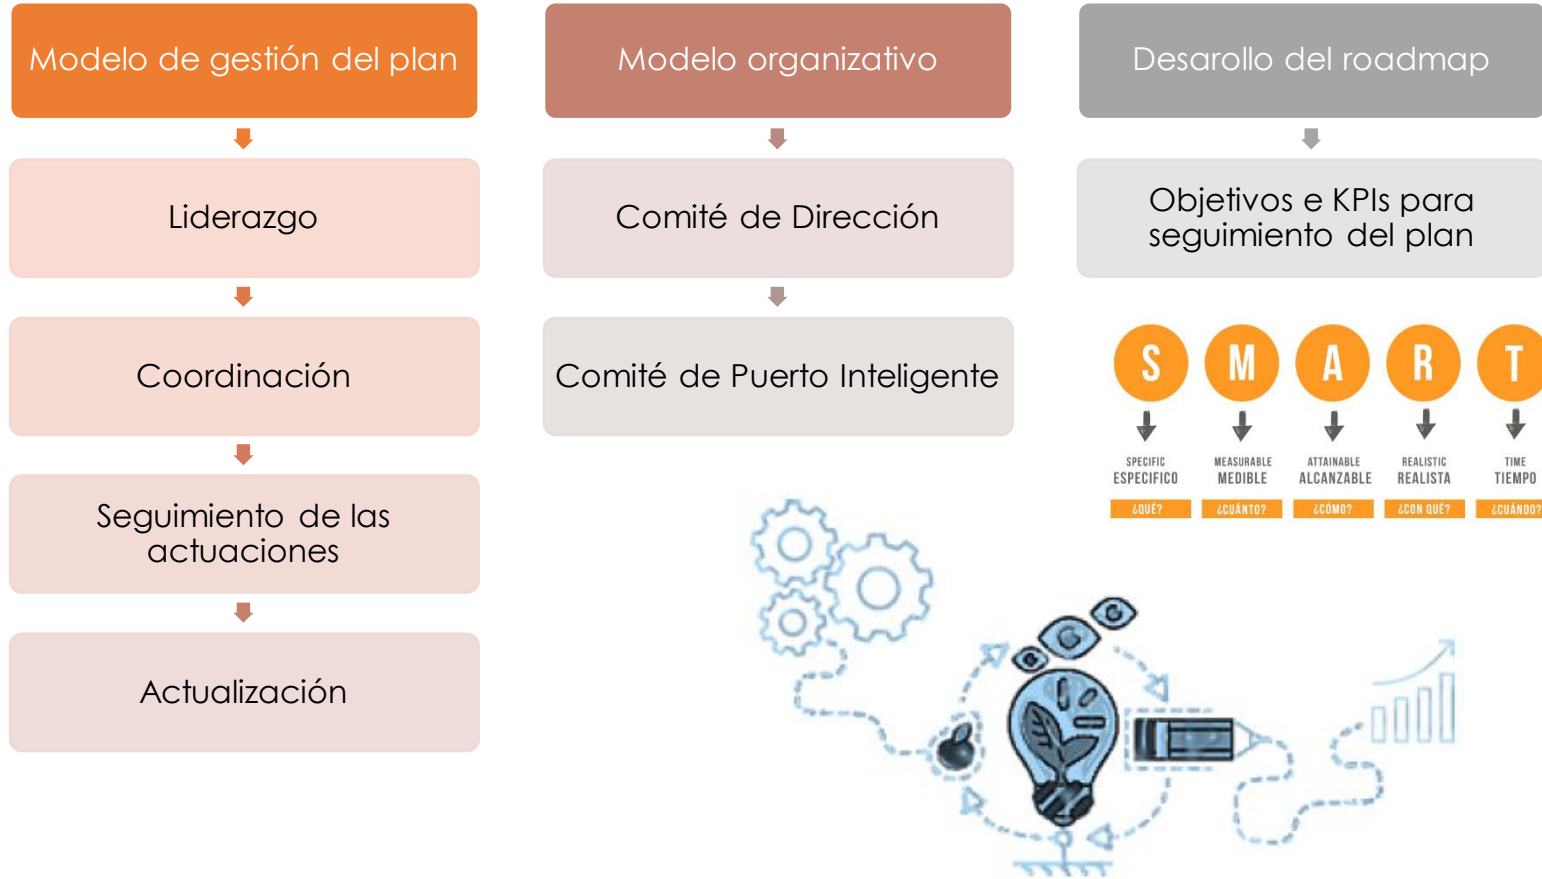 Modelo de gestión del plan
Liderazgo
Coordinación
Seguimiento de las
actuaciones
Actualización
Modelo organizativo
Comité de Dirección
Comité de Puerto Inteligente
Desarollo del roadmap
Objetivos e KPIs para
seguimiento del plan
S M A R T
SPECIFIC MEASURABLE ATTAINABLE REALISTIC TIME
ESPECIFICO MEDIBLE ALCANZABLE REALISTA TIEMPO
¿QUÉ? ¿CUÁNTO? ¿CÓMO? ¿CON QUÉ? ¿CUÁNDO?